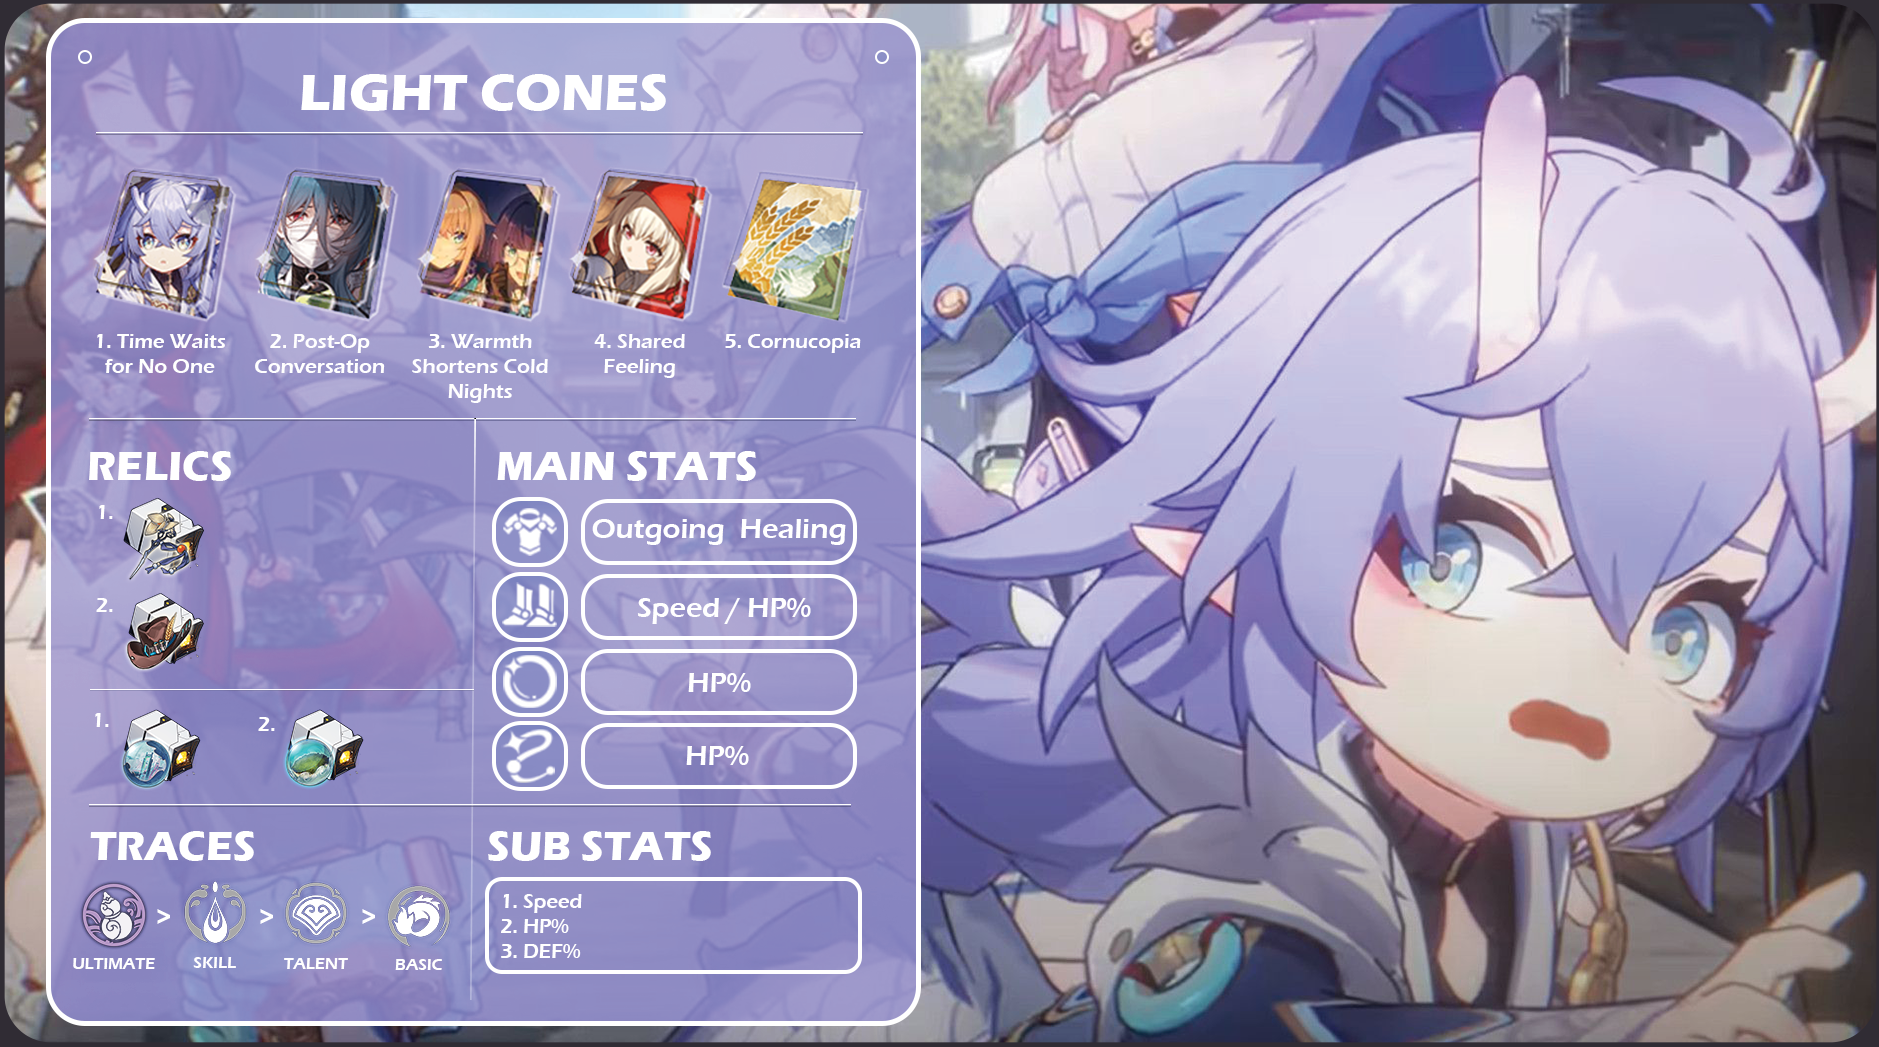 LIGHT CONES
1. Time Waits
for No One
2. Post-Op
Conversation
3. Warmth
Shortens Cold
Nights
4. Shared
Feeling
5. Cornucopia
RELICS
1.
2.
1.
2.
MAIN STATS
Outgoing Healing
Speed / HP%
HP%
HP%
TRACES
ULTIMATE > SKILL > TALENT > BASIC
SUB STATS
1. Speed
2. HP%
3. DEF%